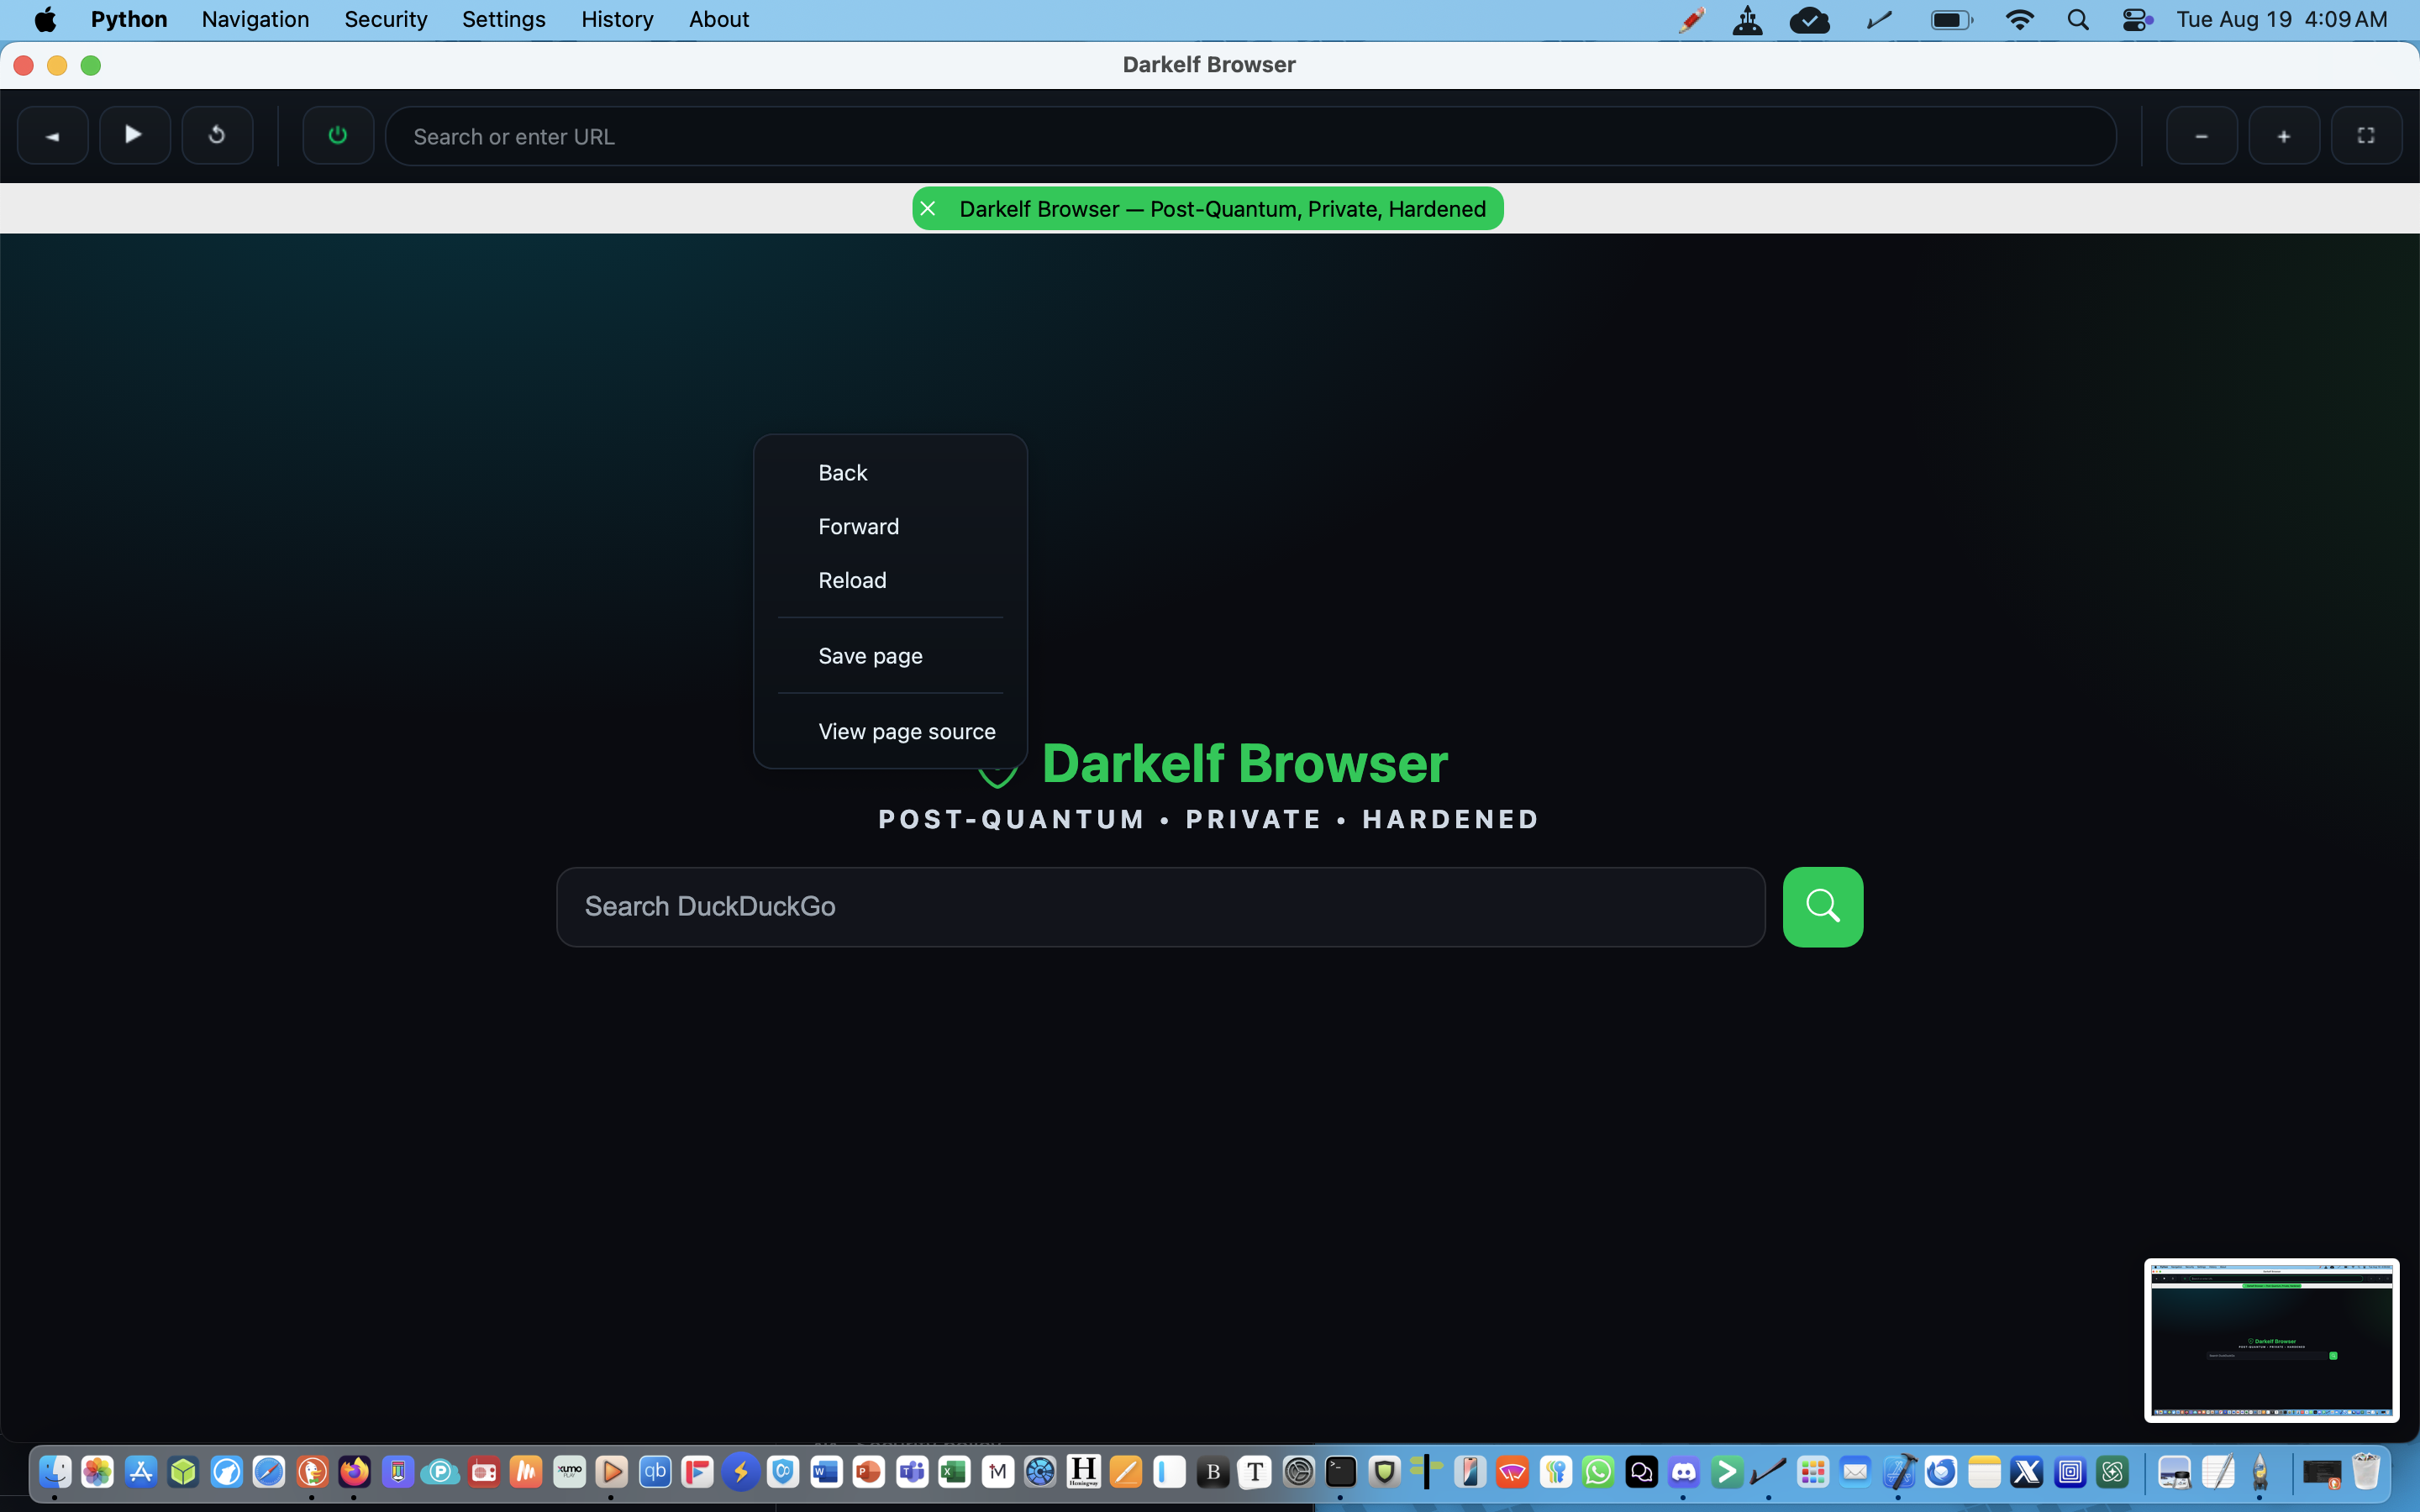 Python Navigation Security Settings History About Tue Aug 19 4:09 AM
Darkelf Browser
Search or enter URL
Darkelf Browser — Post-Quantum, Private, Hardened
Back
Forward
Reload
Save page
View page source
Darkelf Browser
POST-QUANTUM • PRIVATE • HARDENED
Search DuckDuckGo